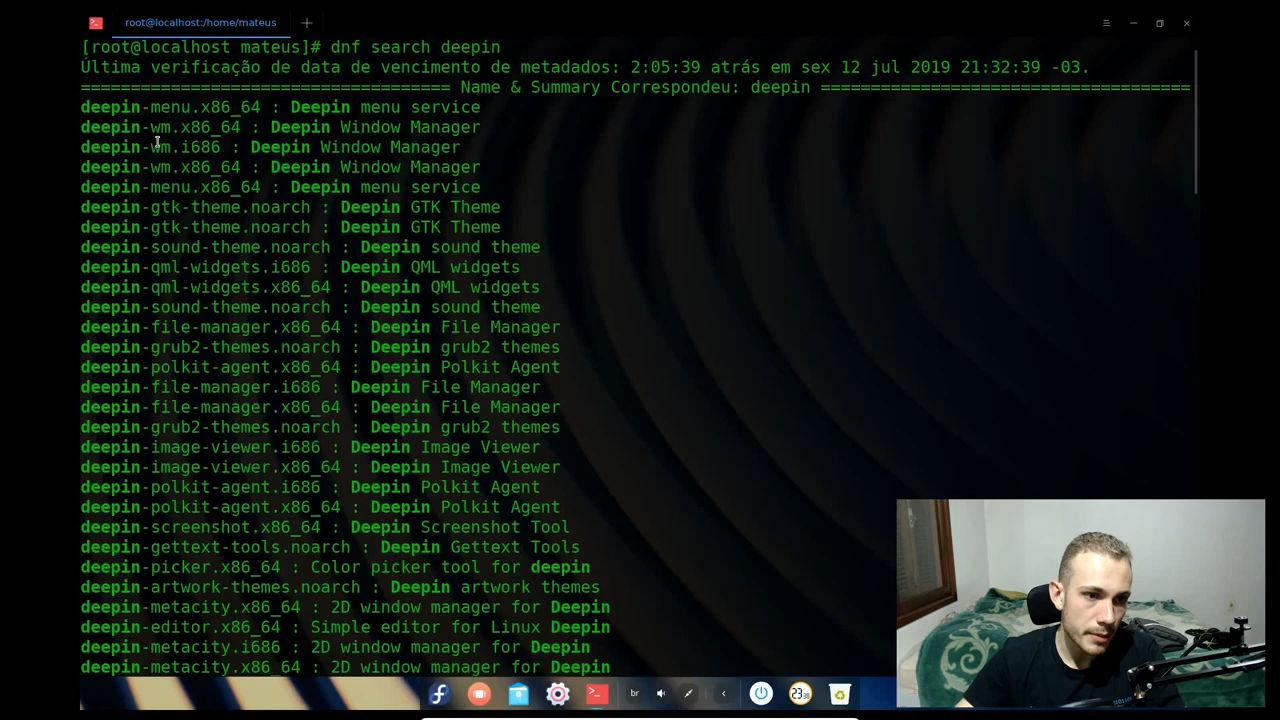 root@localhost:/home/mateus
[root@localhost mateus]# dnf search deepin
Última verificação de data de vencimento de metadados: 2:05:39 atrás em sex 12 jul 2019 21:32:39 -03.
===================================== Name & Summary Correspondeu: deepin =====================================
deepin-menu.x86_64 : Deepin menu service
deepin-wm.x86_64 : Deepin Window Manager
deepin-wm.i686 : Deepin Window Manager
deepin-wm.x86_64 : Deepin Window Manager
deepin-menu.x86_64 : Deepin menu service
deepin-gtk-theme.noarch : Deepin GTK Theme
deepin-gtk-theme.noarch : Deepin GTK Theme
deepin-sound-theme.noarch : Deepin sound theme
deepin-qml-widgets.i686 : Deepin QML widgets
deepin-qml-widgets.x86_64 : Deepin QML widgets
deepin-sound-theme.noarch : Deepin sound theme
deepin-file-manager.x86_64 : Deepin File Manager
deepin-grub2-themes.noarch : Deepin grub2 themes
deepin-polkit-agent.x86_64 : Deepin Polkit Agent
deepin-file-manager.i686 : Deepin File Manager
deepin-file-manager.x86_64 : Deepin File Manager
deepin-grub2-themes.noarch : Deepin grub2 themes
deepin-image-viewer.i686 : Deepin Image Viewer
deepin-image-viewer.x86_64 : Deepin Image Viewer
deepin-polkit-agent.i686 : Deepin Polkit Agent
deepin-polkit-agent.x86_64 : Deepin Polkit Agent
deepin-screenshot.x86_64 : Deepin Screenshot Tool
deepin-gettext-tools.noarch : Deepin Gettext Tools
deepin-picker.x86_64 : Color picker tool for deepin
deepin-artwork-themes.noarch : Deepin artwork themes
deepin-metacity.x86_64 : 2D window manager for Deepin
deepin-editor.x86_64 : Simple editor for Linux Deepin
deepin-metacity.i686 : 2D window manager for Deepin
deepin-metacity.x86_64 : 2D window manager for Deepin
br
23 38